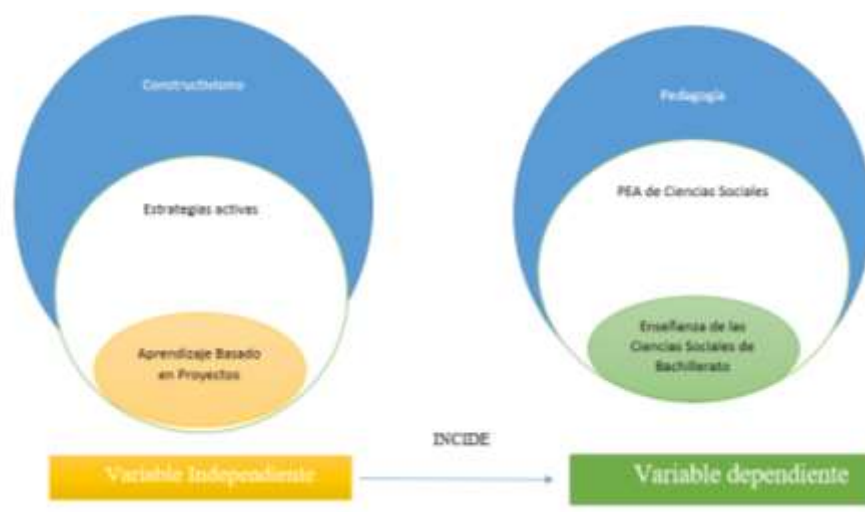 Constructivismo
Estrategias activas
Aprendizaje Basado
en Proyectos
Variable Independiente
INCIDE
Pedagogía
PEA de Ciencias Sociales
Enseñanza de las
Ciencias Sociales de
Bachillerato
Variable dependiente